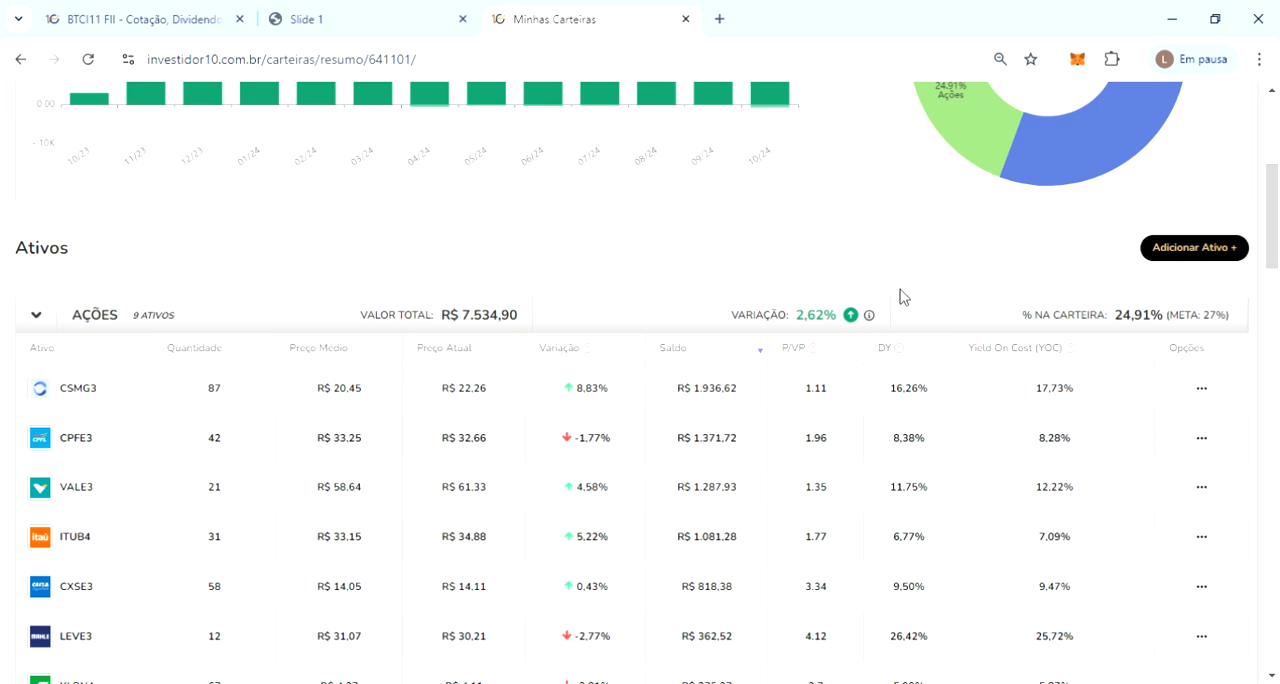 BTCI11 FII - Cotação, Dividendo
Slide 1
Minhas Carteiras
investidor10.com.br/carteiras/resumo/641101/
L
Em pausa
0.00
- 10K
10/23 11/23 12/23 01/24 02/24 03/24 04/24 05/24 06/24 07/24 08/24 09/24 10/24
24.91%
Ações
Ativos
Adicionar Ativo +
AÇÕES 9 ATIVOS VALOR TOTAL: R$ 7.534,90 VARIAÇÃO: 2,62% % NA CARTEIRA: 24,91% (META: 27%)
Ativo Quantidade Preço Médio Preço Atual Variação Saldo P/VP DY Yield On Cost (YOC) Opções
CSMG3 87 R$ 20,45 R$ 22,26 8,83% R$ 1.936,62 1.11 16,26% 17,73%
CPFE3 42 R$ 33,25 R$ 32,66 -1,77% R$ 1.371,72 1.96 8,38% 8,28%
VALE3 21 R$ 58,64 R$ 61,33 4,58% R$ 1.287,93 1.35 11,75% 12,22%
itaú ITUB4 31 R$ 33,15 R$ 34,88 5,22% R$ 1.081,28 1.77 6,77% 7,09%
CXSE3 58 R$ 14,05 R$ 14,11 0,43% R$ 818,38 3.34 9,50% 9,47%
LEVE3 12 R$ 31,07 R$ 30,21 -2,77% R$ 362,52 4.12 26,42% 25,72%